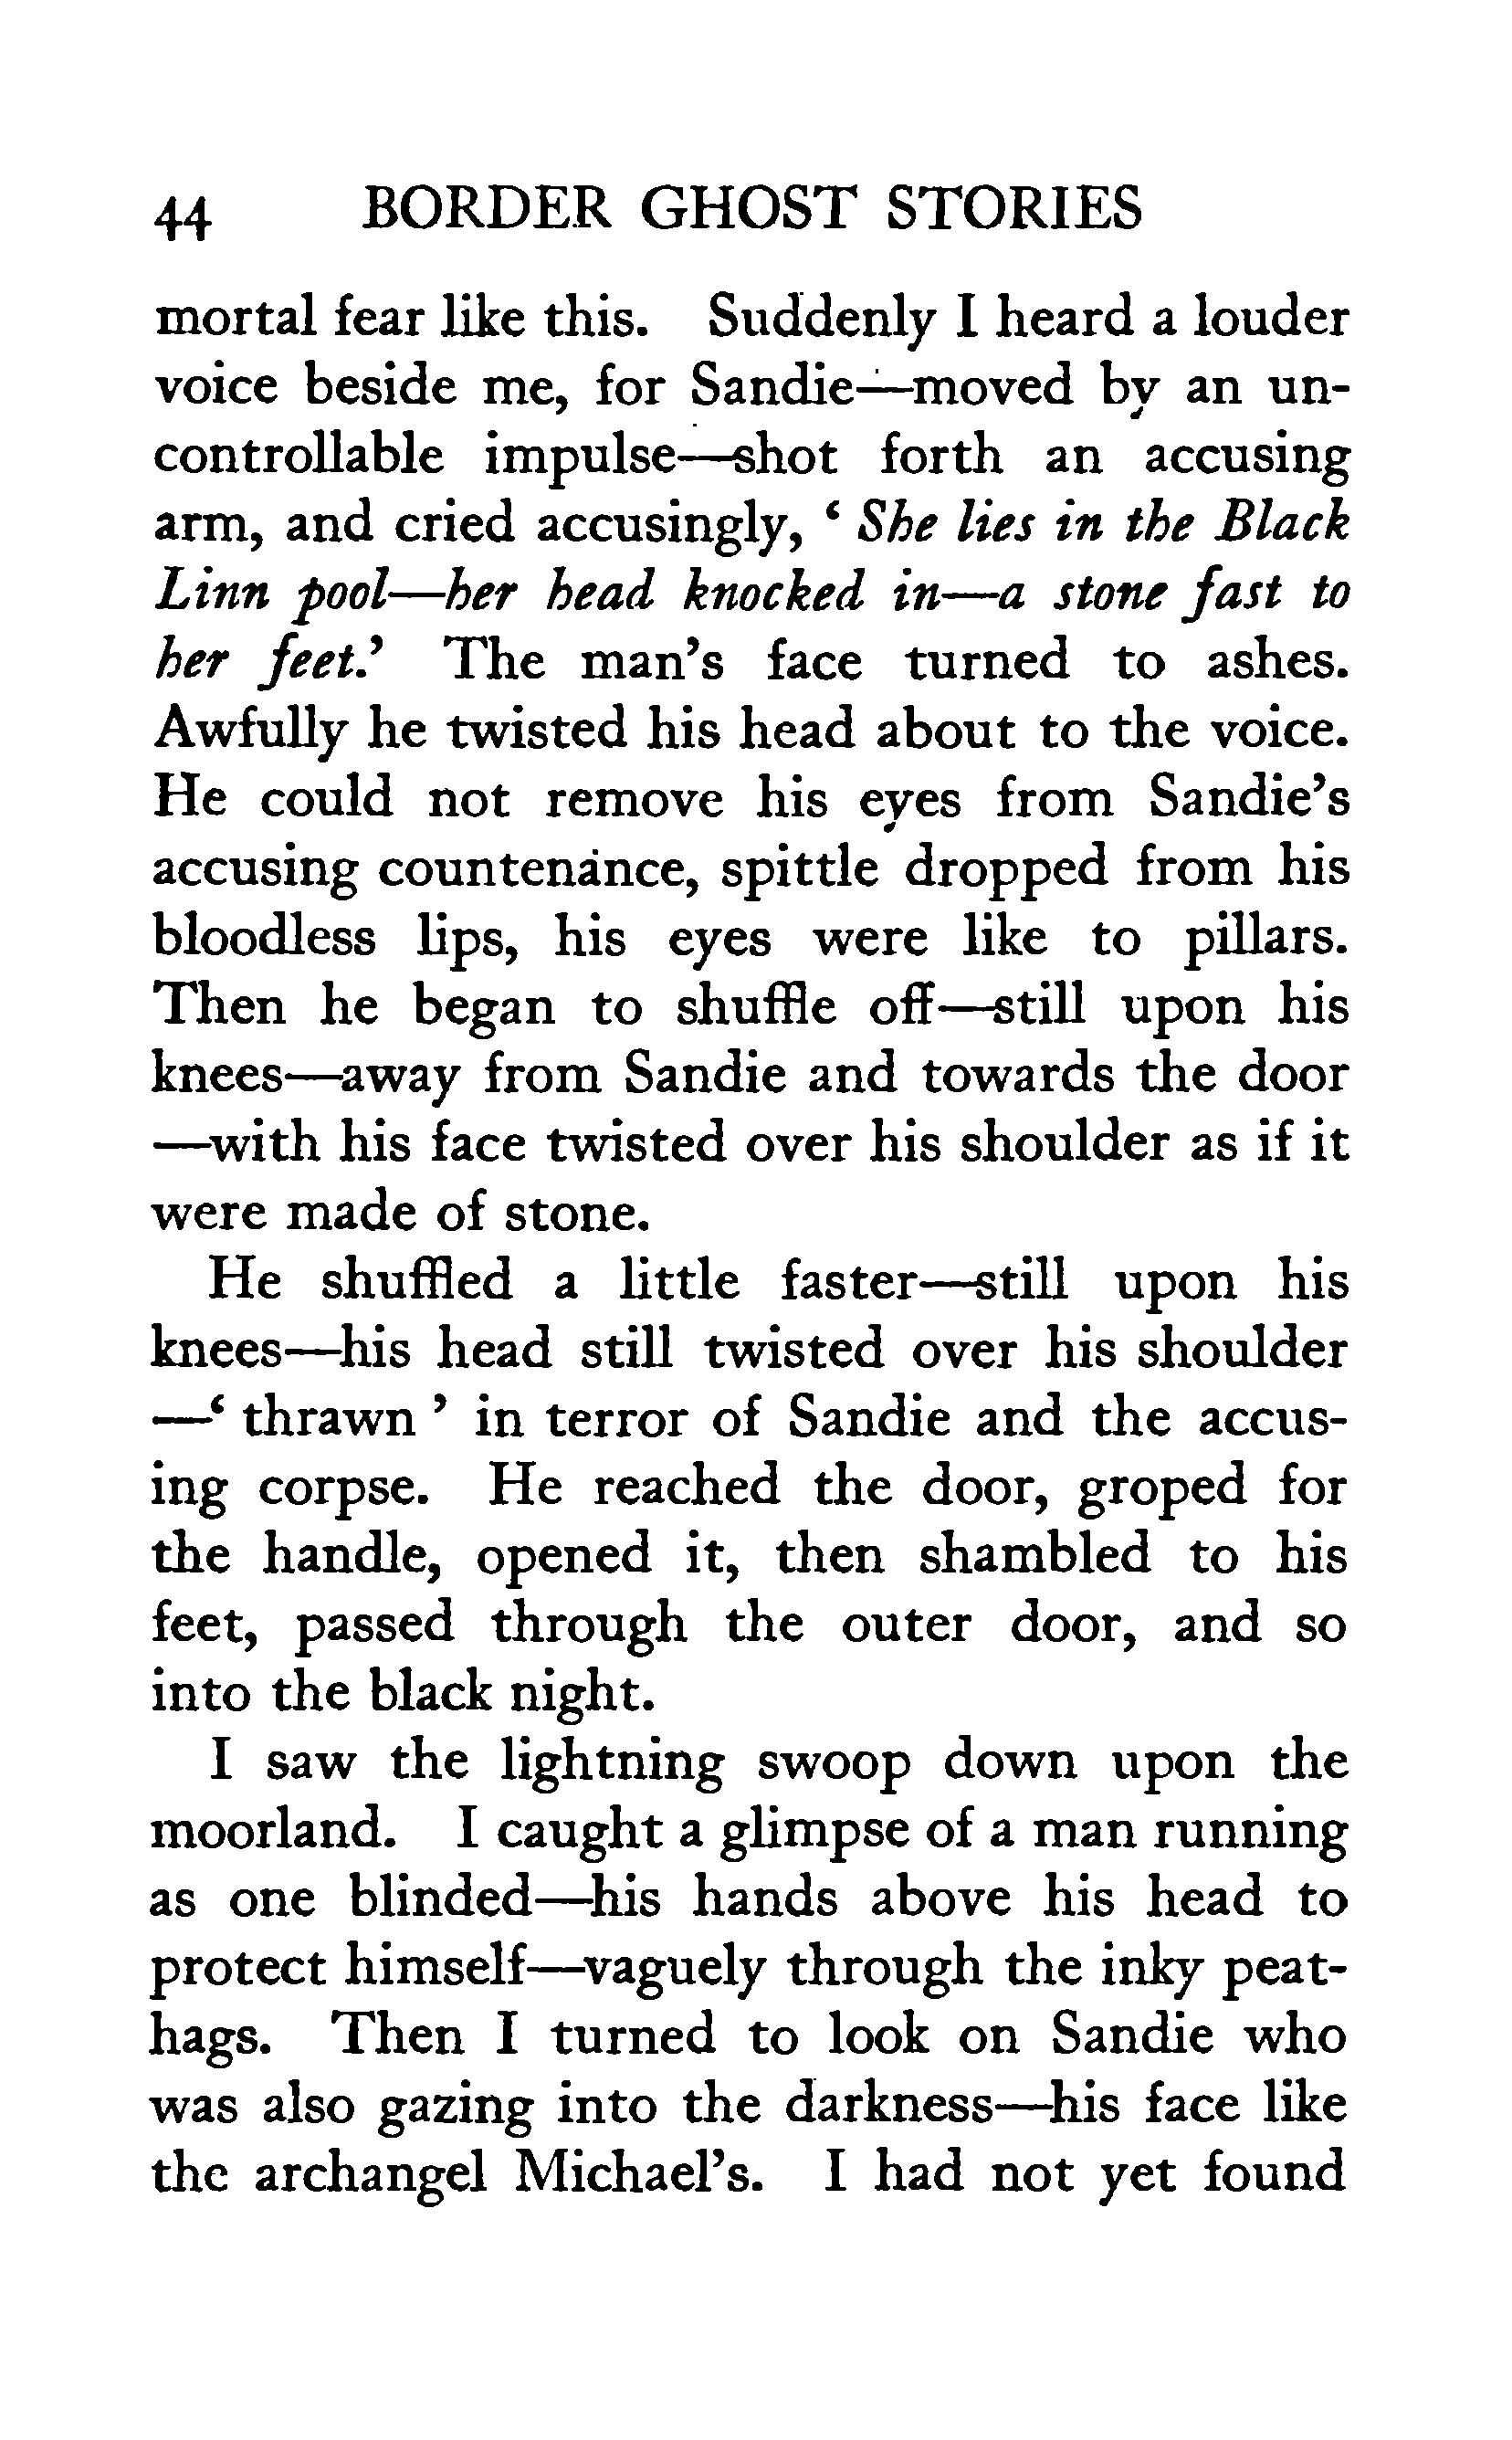 44 BORDER GHOST STORIES
mortal fear like this. Suddenly I heard a louder
voice beside me, for Sandie—moved by an un-
controllable impulse—shot forth an accusing
arm, and cried accusingly, ‘ She lies in the Black
Linn pool—her head knocked in—a stone fast to
her feet.’ The man’s face turned to ashes.
Awfully he twisted his head about to the voice.
He could not remove his eyes from Sandie’s
accusing countenance, spittle dropped from his
bloodless lips, his eyes were like to pillars.
Then he began to shuffle off—still upon his
knees—away from Sandie and towards the door
—with his face twisted over his shoulder as if it
were made of stone.
He shuffled a little faster—still upon his
knees—his head still twisted over his shoulder
—‘ thrawn ’ in terror of Sandie and the accus-
ing corpse. He reached the door, groped for
the handle, opened it, then shambled to his
feet, passed through the outer door, and so
into the black night.
I saw the lightning swoop down upon the
moorland. I caught a glimpse of a man running
as one blinded—his hands above his head to
protect himself—vaguely through the inky peat-
hags. Then I turned to look on Sandie who
was also gazing into the darkness—his face like
the archangel Michael’s. I had not yet found